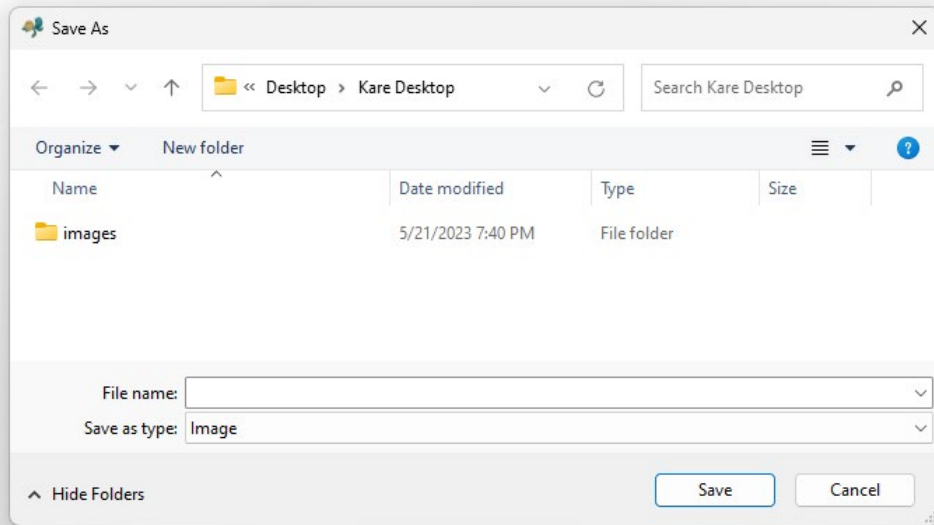 Save As
« Desktop > Kare Desktop
Search Kare Desktop
Organize New folder
Name Date modified Type Size
images 5/21/2023 7:40 PM File folder
File name:
Save as type: Image
Hide Folders Save Cancel